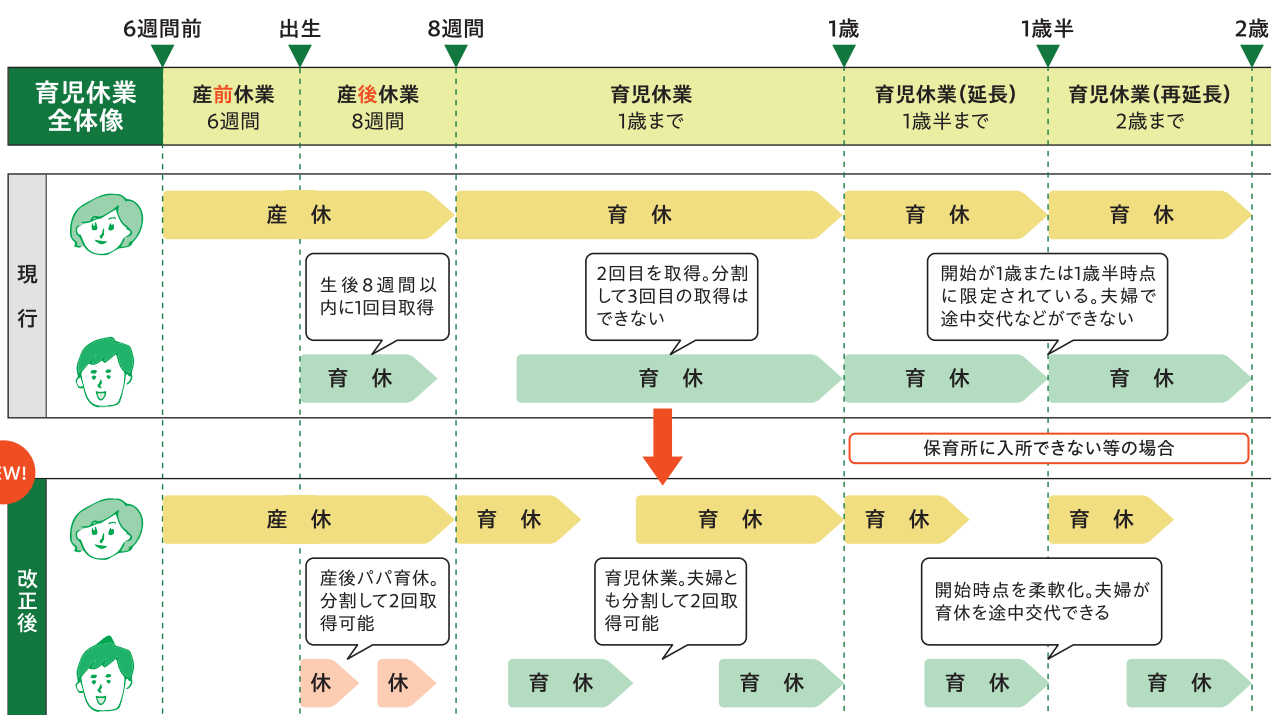 6週間前
出生
8週間
1歳
1歳半
2歳
育児休業
全体像
産前休業
6週間
産後休業
8週間
育児休業
1歳まで
育児休業(延長)
1歳半まで
育児休業(再延長)
2歳まで
現行
産 休
育 休
育 休
育 休
生後8週間以
内に1回目取得
2回目を取得。分割
して3回目の取得は
できない
開始が1歳または1歳半時点
に限定されている。夫婦で
途中交代などができない
育 休
育 休
育 休
育 休
保育所に入所できない等の場合
EW!
改正後
産 休
育 休
育 休
育 休
育 休
産後パパ育休。
分割して2回取
得可能
育児休業。夫婦と
も分割して2回取
得可能
開始時点を柔軟化。夫婦が
育休を途中交代できる
休
休
育 休
育 休
育 休
育 休